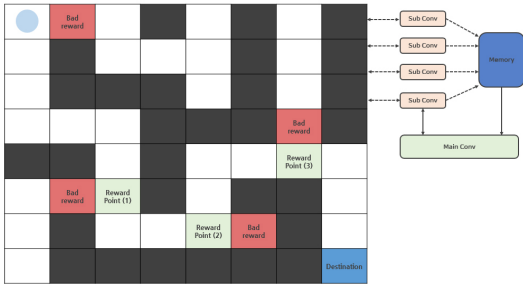 Bad
reward
Sub Conv
Sub Conv
Memory
Sub Conv
Sub Conv
Bad
reward
Main Conv
Reward
Point (3)
Bad
reward
Reward
Point (1)
Reward
Point (2)
Bad
reward
Destination